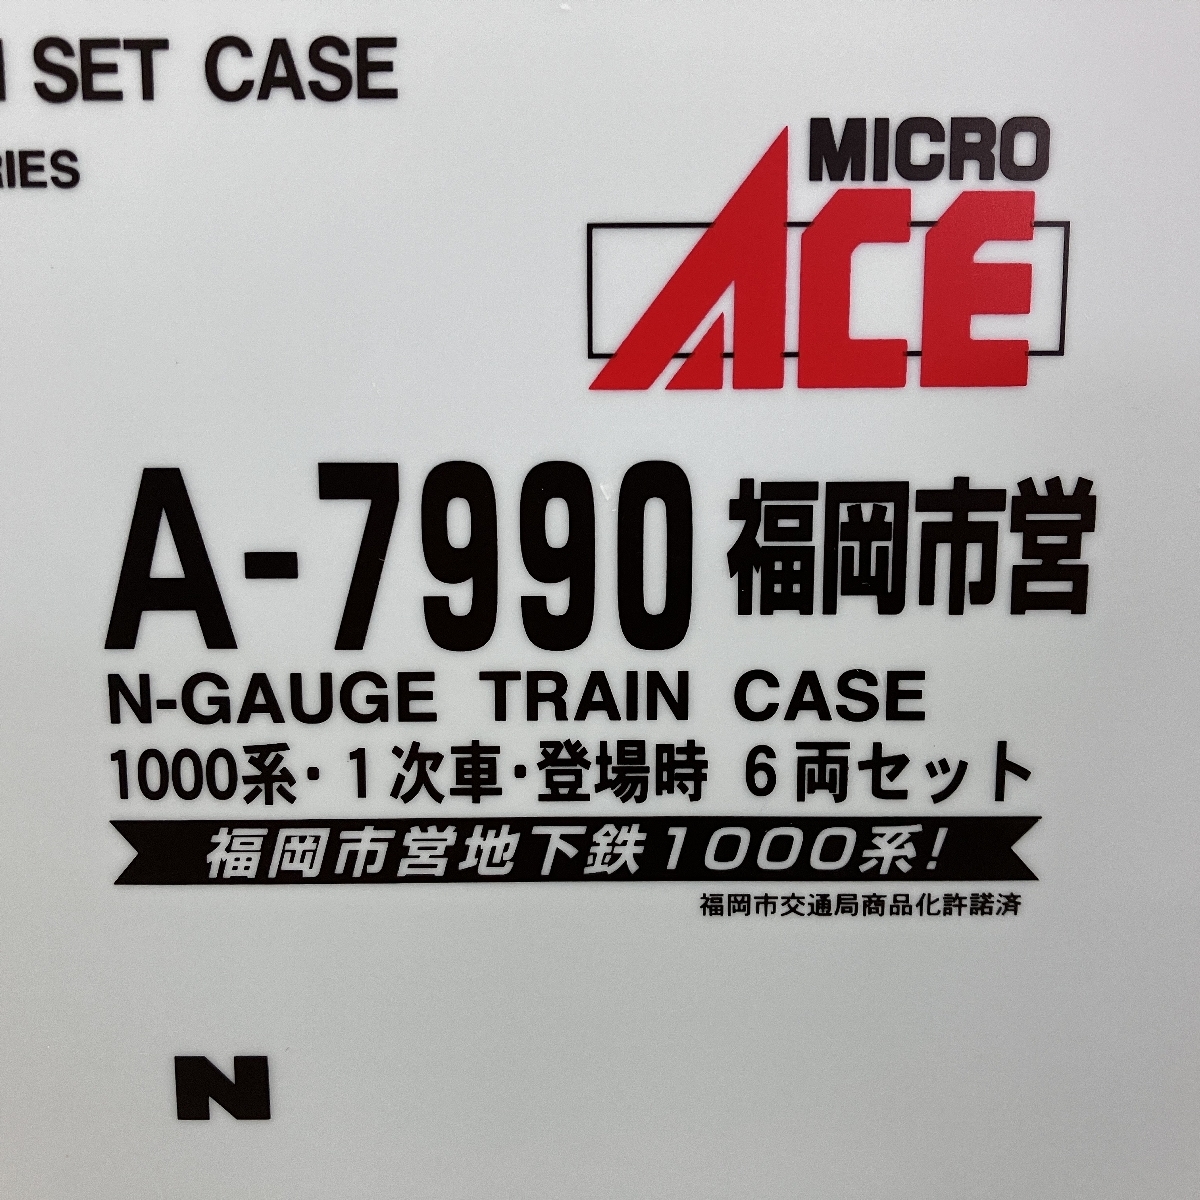 SET CASE
MICRO
ACE
A-7990 福岡市営
N-GAUGE TRAIN CASE
1000系・1次車・登場時 6両セット
福岡市営地下鉄1000系!
福岡市交通局商品化許諾済
N